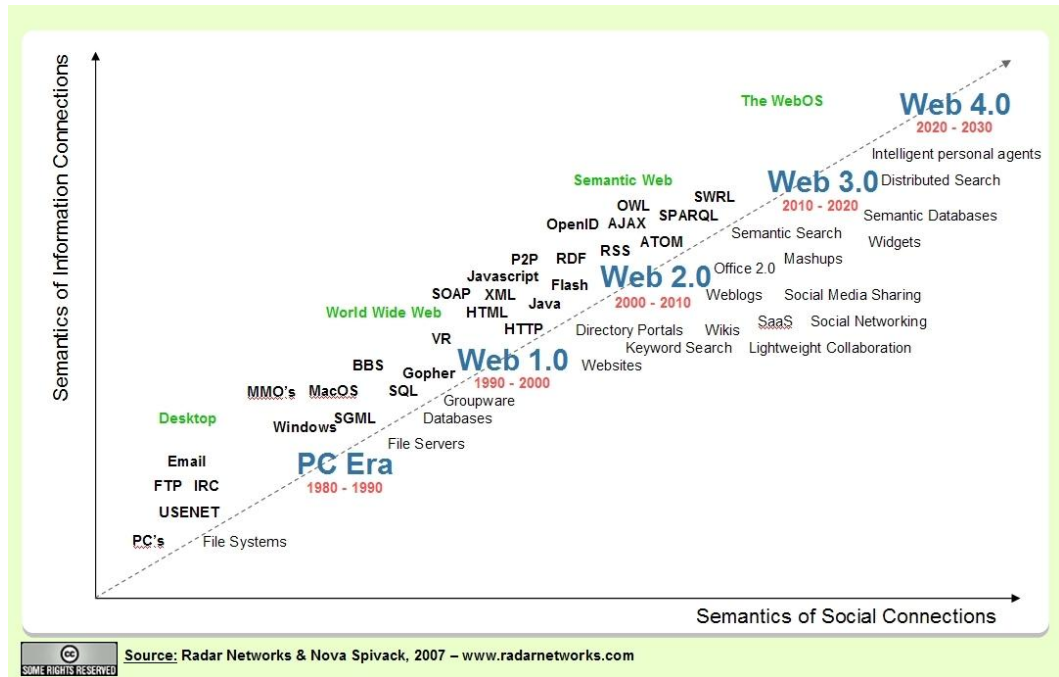 Semantics of Information Connections
The WebOS
Web 4.0
2020 - 2030
Intelligent personal agents
Semantic Web
Web 3.0
Distributed Search
2010 - 2020
SWRL
OWL
SPARQL
Semantic Databases
OpenID
AJAX
Semantic Search
Widgets
ATOM
RSS
P2P
RDF
Mashups
Javascript
Web 2.0
Office 2.0
Flash
SOAP
XML
Java
2000 - 2010
Weblogs
Social Media Sharing
World Wide Web
HTML
HTTP
Directory Portals
Wikis
SaaS
Social Networking
VR
Keyword Search
Lightweight Collaboration
BBS
Gopher
Web 1.0
Websites
1990 - 2000
MMO's
MacOS
SQL
Groupware
Desktop
Windows
SGML
Databases
File Servers
Email
PC Era
1980 - 1990
FTP
IRC
USENET
PC's
File Systems
Semantics of Social Connections
cc
SOME RIGHTS RESERVED
Source: Radar Networks & Nova Spivack, 2007 – www.radarnetworks.com